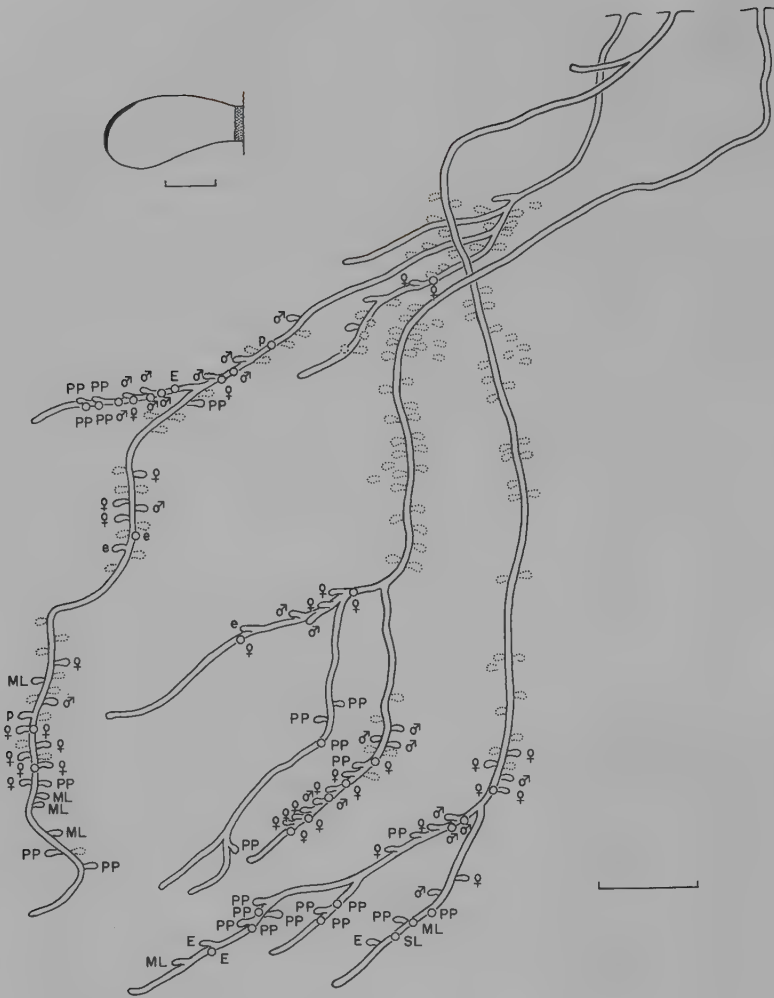 ♀
♀
♂
p
♂
♂ ♀ ♂
PP PP ♂ ♂ E
PP PP ♂ ♀ ♂ ♂
PP
♀
♀ ♂
♀
e
e
♀
♀
♂ ♂
e
♀
♀
ML
♂
p
♀ ♀
♀
♀
♀ ♀
♀ PP
ML
ML
ML
PP
PP
PP
PP
PP
♂
♂ ♂
♀
PP
♀
♀
♂ ♂
♀
♀ ♀
♀
PP
♀
♀
♂
♀ ♀
♂
♂ ♂
PP
♀
♀
♂
PP
PP PP
PP PP
PP
PP
PP
PP PP
ML
E SL
E
E
ML